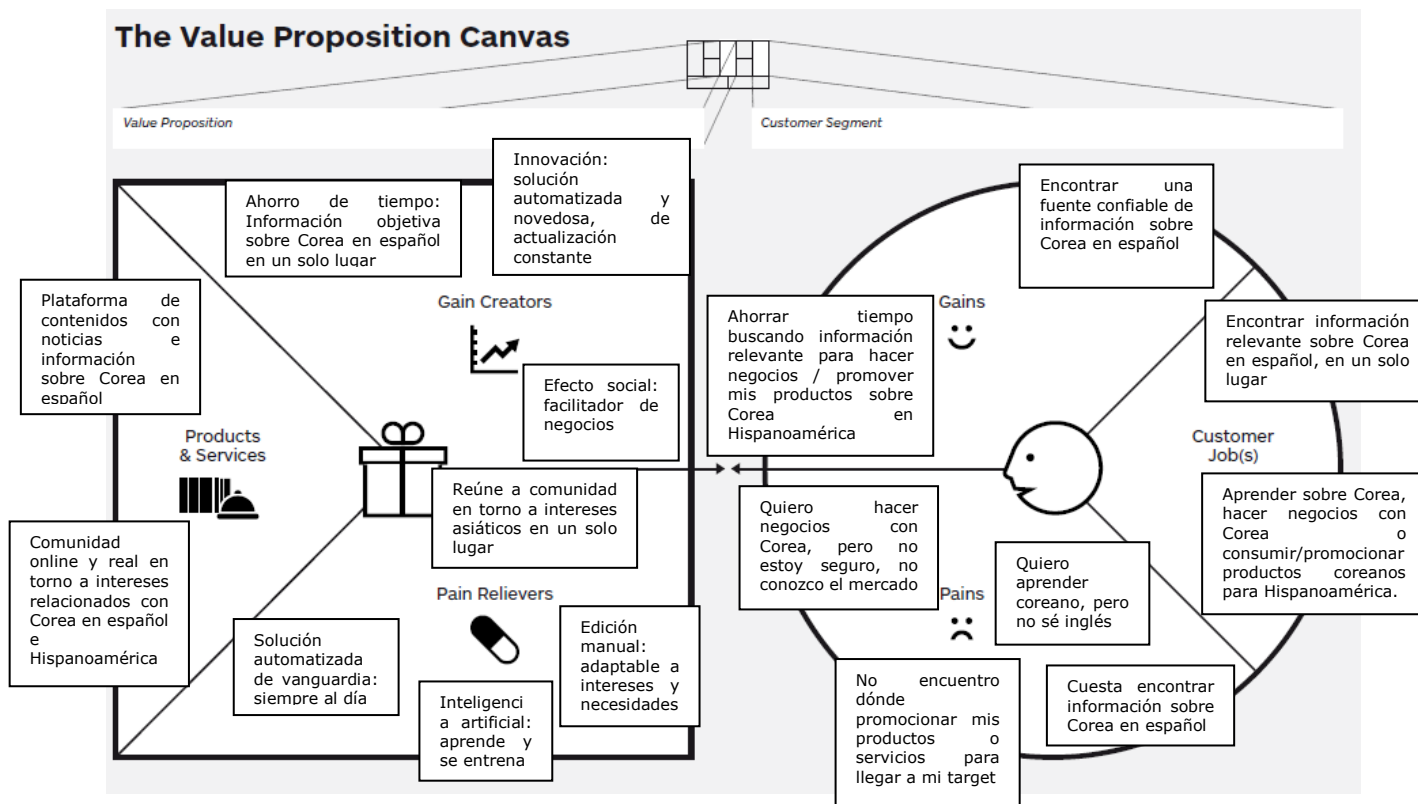 The Value Proposition Canvas
Value Proposition
Customer Segment
Ahorro de tiempo:
Información objetiva
sobre Corea en español
en un solo lugar
Innovación:
solución
automatizada y
novedosa, de
actualización
constante
Plataforma de
contenidos con
noticias e
información
sobre Corea en
español
Gain Creators
Efecto social:
facilitador de
negocios
Products
& Services
Reúne a comunidad
en torno a intereses
asiáticos en un solo
lugar
Comunidad
online y real en
torno a intereses
relacionados con
Corea en español
e
Hispanoamérica
Pain Relievers
Solución
automatizada
de vanguardia:
siempre al día
Inteligenci
a artificial:
aprende y
se entrena
Edición
manual:
adaptable a
intereses y
necesidades
Encontrar una
fuente confiable de
información sobre
Corea en español
Gains
Ahorrar tiempo
buscando información
relevante para hacer
negocios / promover
mis productos sobre
Corea en
Hispanoamérica
Encontrar información
relevante sobre Corea
en español, en un solo
lugar
Customer
Job(s)
Aprender sobre Corea,
hacer negocios con
Corea o
consumir/promocionar
productos coreanos
para Hispanoamérica.
Quiero hacer
negocios con
Corea, pero no
estoy seguro, no
conozco el mercado
Pains
Quiero
aprender
coreano, pero
no sé inglés
No encuentro
dónde
promocionar mis
productos o
servicios para
llegar a mi target
Cuesta encontrar
información sobre
Corea en español